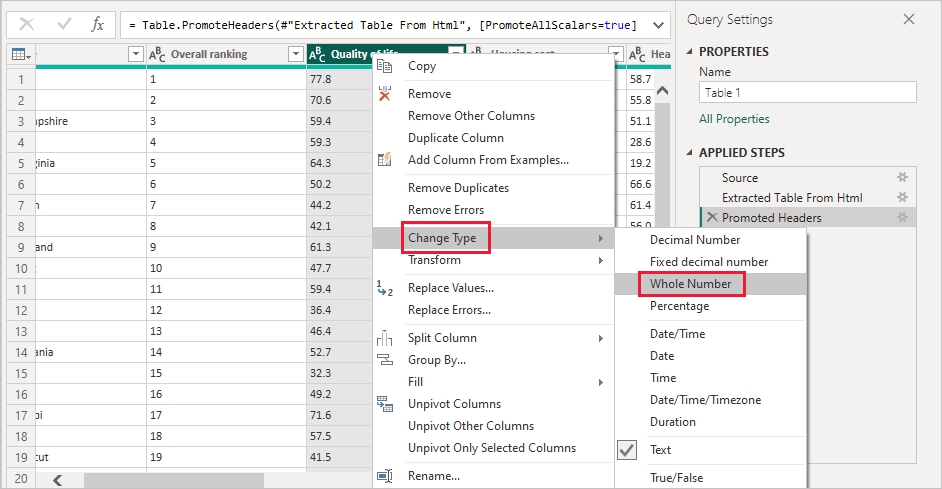 fx = Table.PromoteHeaders(#"Extracted Table From Html", [PromoteAllScalars=true]
ABC Overall ranking ABC Quality of life ABC Housing cost ABC Hea
1 1 77.8 58.7
2 2 70.6 55.8
3 npshire 3 59.4 51.1
4 4 59.3 28.6
5 ginia 5 64.3 19.2
6 6 50.2 66.6
7 n 7 44.2 61.4
8 8 42.1 56.0
9 and 9 61.3
10 10 47.7
11 11 59.4
12 12 36.4
13 13 46.4
14 ania 14 52.7
15 15 32.3
16 16 49.2
17 pi 17 71.6
18 18 57.5
19 cut 19 41.5
20
Copy
Remove
Remove Other Columns
Duplicate Column
Add Column From Examples...
Remove Duplicates
Remove Errors
Change Type
Transform
1 2 Replace Values...
Replace Errors...
Split Column
Group By...
Fill
Unpivot Columns
Unpivot Other Columns
Unpivot Only Selected Columns
Rename...
Decimal Number
Fixed decimal number
Whole Number
Percentage
Date/Time
Date
Time
Date/Time/Timezone
Duration
Text
True/False
Query Settings
PROPERTIES
Name
Table 1
All Properties
APPLIED STEPS
Source
Extracted Table From Html
Promoted Headers